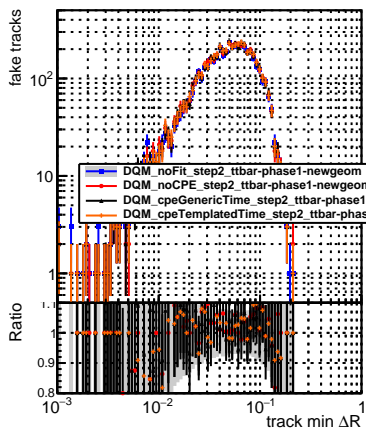 fake tracks
10²
10
1
DQM_noFit_step2_ttbar-phase1-newgeom
DQM_noCPE_step2_ttbar-phase1-newgeom
DQM_cpeGenericTime_step2_ttbar-phase1
DQM_cpeTemplatedTime_step2_ttbar-phas
Ratio
1.1
1
0.9
0.8
10⁻³ 10⁻² 10⁻¹ 1
track min ΔR